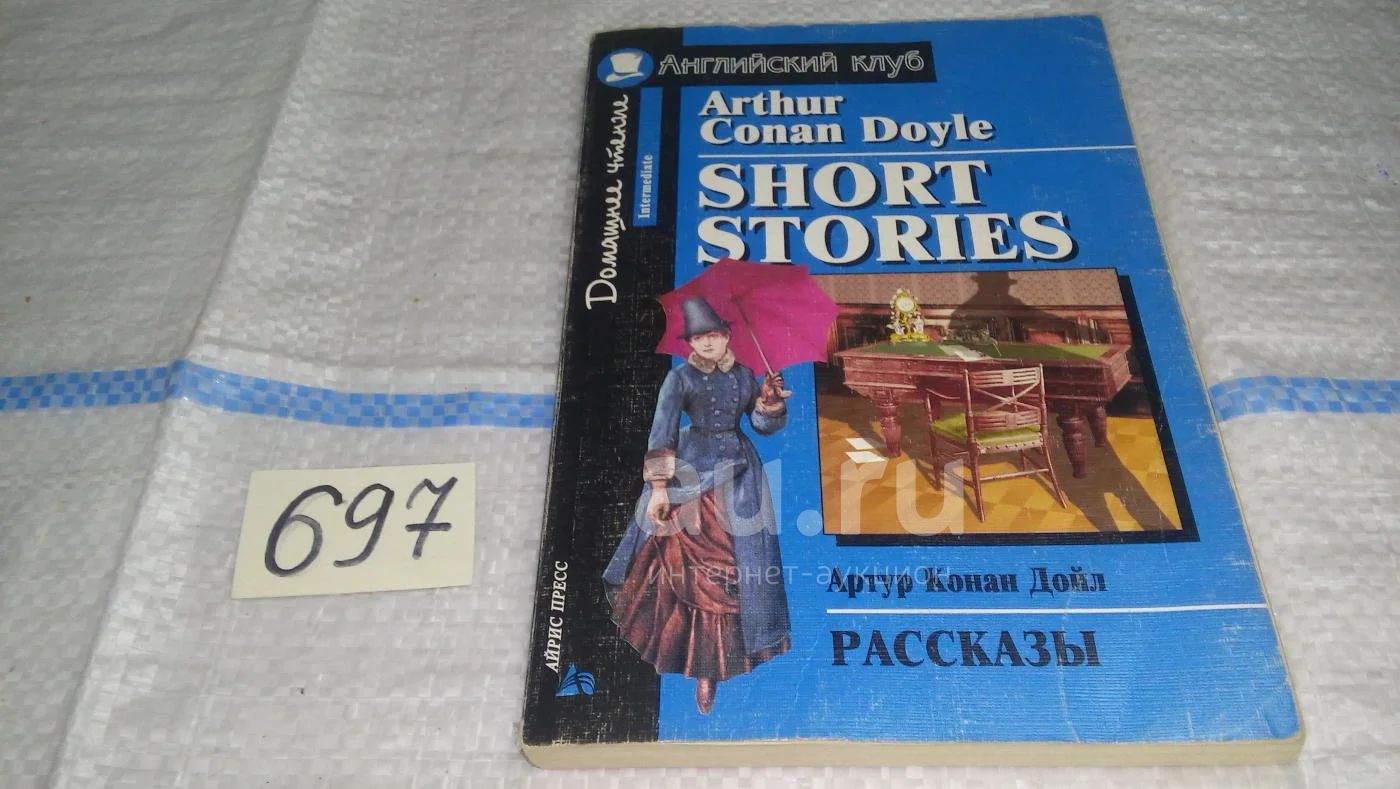 Английский клуб
Домашнее чтение
Intermediate
Arthur
Conan Doyle
SHORT
STORIES
697
au.ru
интернет-аукцион
Артур Конан Дойл
РАССКАЗЫ
АЙРИС ПРЕСС